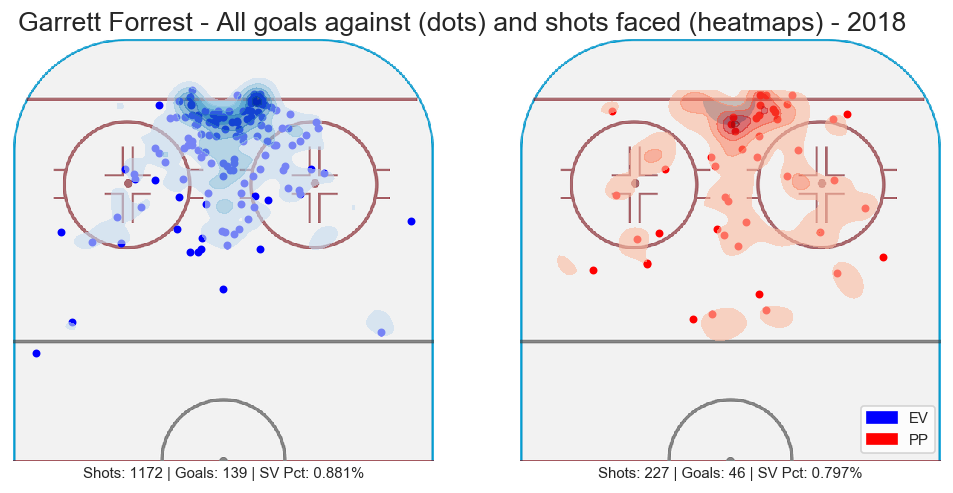 Garrett Forrest - All goals against (dots) and shots faced (heatmaps) - 2018
EV
PP
Shots: 1172 | Goals: 139 | SV Pct: 0.881%
Shots: 227 | Goals: 46 | SV Pct: 0.797%